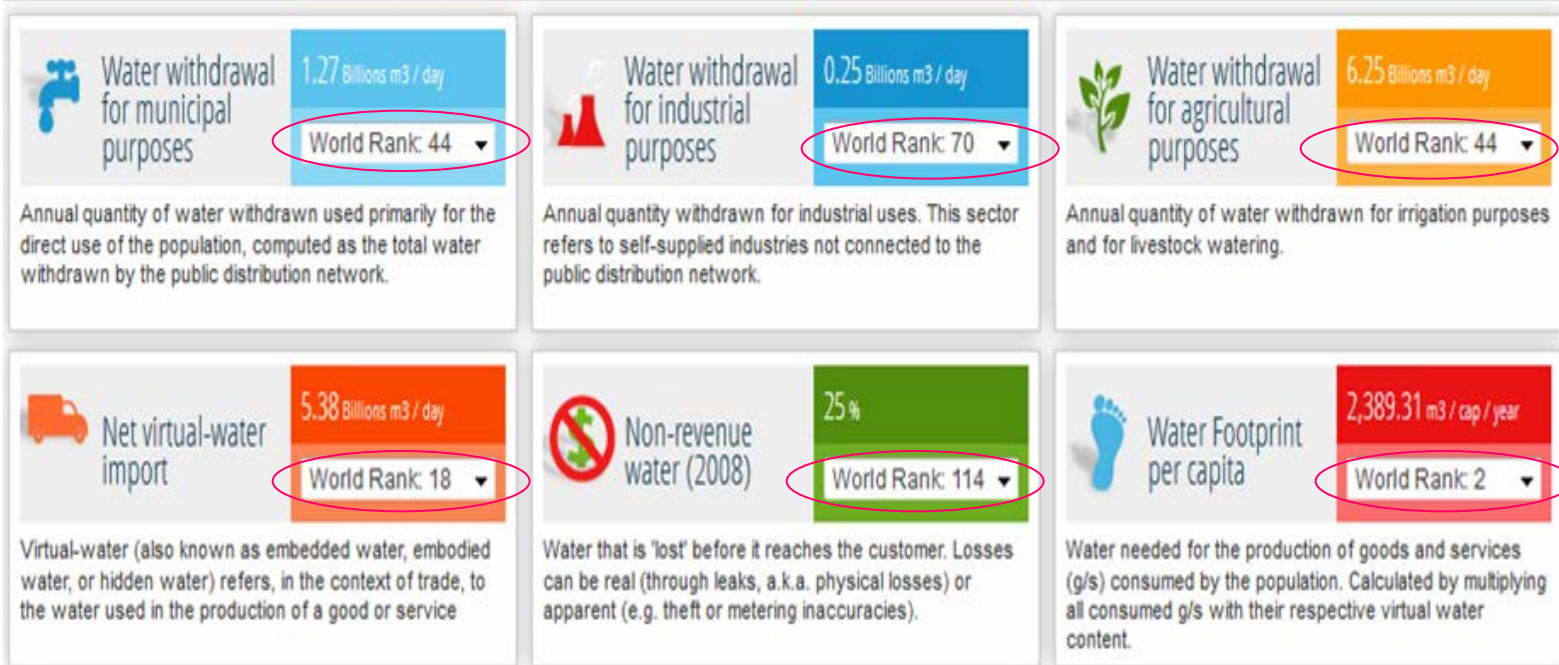 Water withdrawal
for municipal
purposes
1.27 Billions m3 / day
World Rank: 44
Annual quantity of water withdrawn used primarily for the
direct use of the population, computed as the total water
withdrawn by the public distribution network.
Water withdrawal
for industrial
purposes
0.25 Billions m3 / day
World Rank: 70
Annual quantity withdrawn for industrial uses. This sector
refers to self-supplied industries not connected to the
public distribution network.
Water withdrawal
for agricultural
purposes
6.25 Billions m3 / day
World Rank: 44
Annual quantity of water withdrawn for irrigation purposes
and for livestock watering.
Net virtual-water
import
5.38 Billions m3 / day
World Rank: 18
Virtual-water (also known as embedded water, embodied
water, or hidden water) refers, in the context of trade, to
the water used in the production of a good or service
Non-revenue
water (2008)
25 %
World Rank: 114
Water that is 'lost' before it reaches the customer. Losses
can be real (through leaks, a.k.a. physical losses) or
apparent (e.g. theft or metering inaccuracies).
Water Footprint
per capita
2,389.31 m3 / cap / year
World Rank: 2
Water needed for the production of goods and services
(g/s) consumed by the population. Calculated by multiplying
all consumed g/s with their respective virtual water
content.